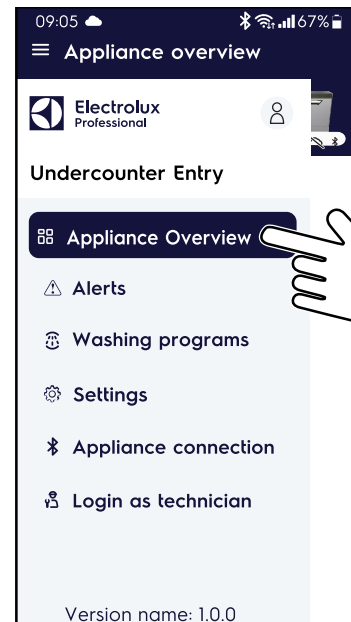 09:05 67%
Appliance overview
Electrolux
Professional
Undercounter Entry
Appliance Overview
Alerts
Washing programs
Settings
Appliance connection
Login as technician
Version name: 1.0.0